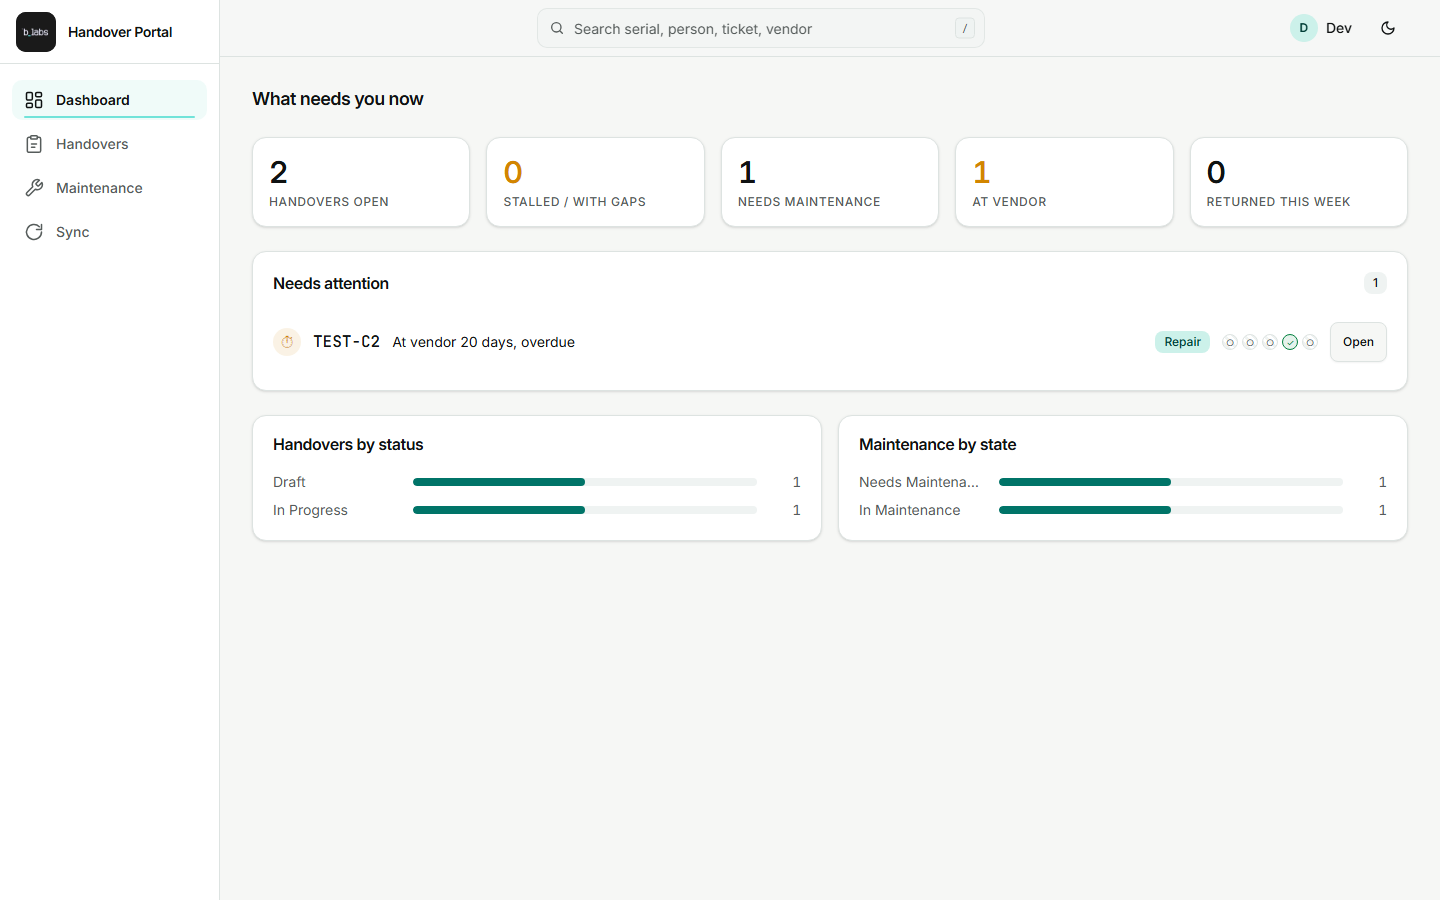 b_labs
Handover Portal
Search serial, person, ticket, vendor
/
D
Dev
Dashboard
Handovers
Maintenance
Sync
What needs you now
2
HANDOVERS OPEN
0
STALLED / WITH GAPS
1
NEEDS MAINTENANCE
1
AT VENDOR
0
RETURNED THIS WEEK
Needs attention
1
TEST-C2 At vendor 20 days, overdue
Repair
Open
Handovers by status
Draft 1
In Progress 1
Maintenance by state
Needs Maintena... 1
In Maintenance 1